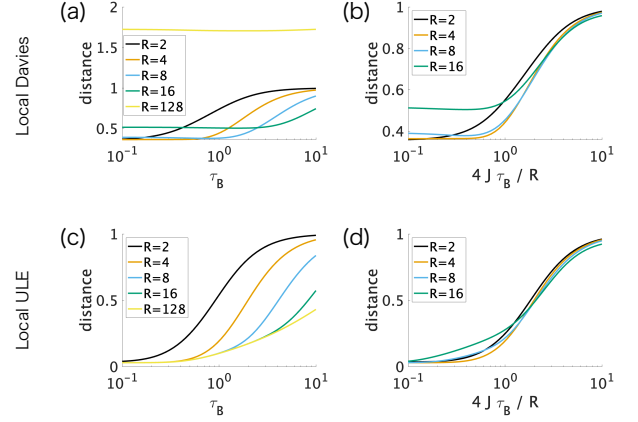 Local Davies
(a)
distance
2
1.5
1
0.5
R=2
R=4
R=8
R=16
R=128
10^-1
10^0
10^1
τ_B
(b)
distance
1
0.8
0.6
0.4
R=2
R=4
R=8
R=16
10^-1
10^0
10^1
4 J τ_B / R
Local ULE
(c)
distance
1
0.5
0
R=2
R=4
R=8
R=16
R=128
10^-1
10^0
10^1
τ_B
(d)
distance
1
0.5
0
R=2
R=4
R=8
R=16
10^-1
10^0
10^1
4 J τ_B / R